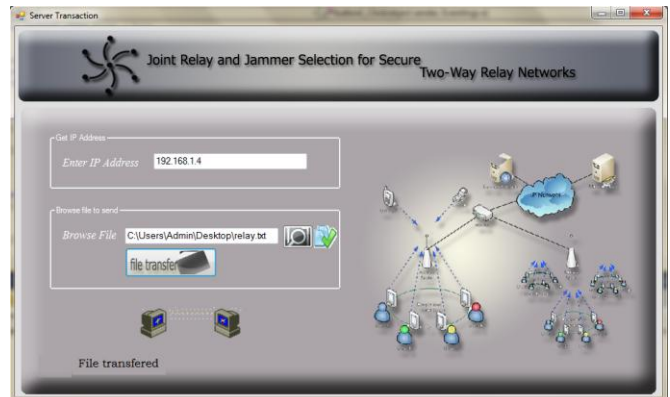 Server Transaction
Joint Relay and Jammer Selection for Secure
Two-Way Relay Networks
Get IP Address
Enter IP Address
192.168.1.4
Browse file to send
Browse File
C:\Users\Admin\Desktop\relay.txt
file transfer
IP Network
File transfered